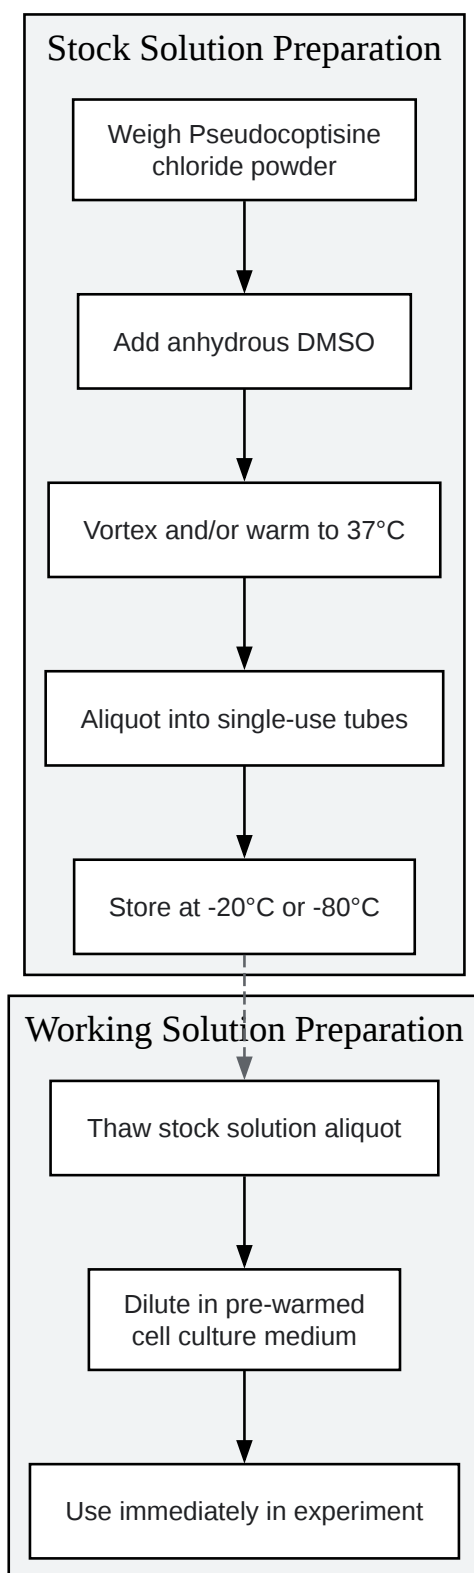 Stock Solution Preparation
Weigh Pseudocoptisine
chloride powder
Add anhydrous DMSO
Vortex and/or warm to 37°C
Aliquot into single-use tubes
Store at -20°C or -80°C
Working Solution Preparation
Thaw stock solution aliquot
Dilute in pre-warmed
cell culture medium
Use immediately in experiment